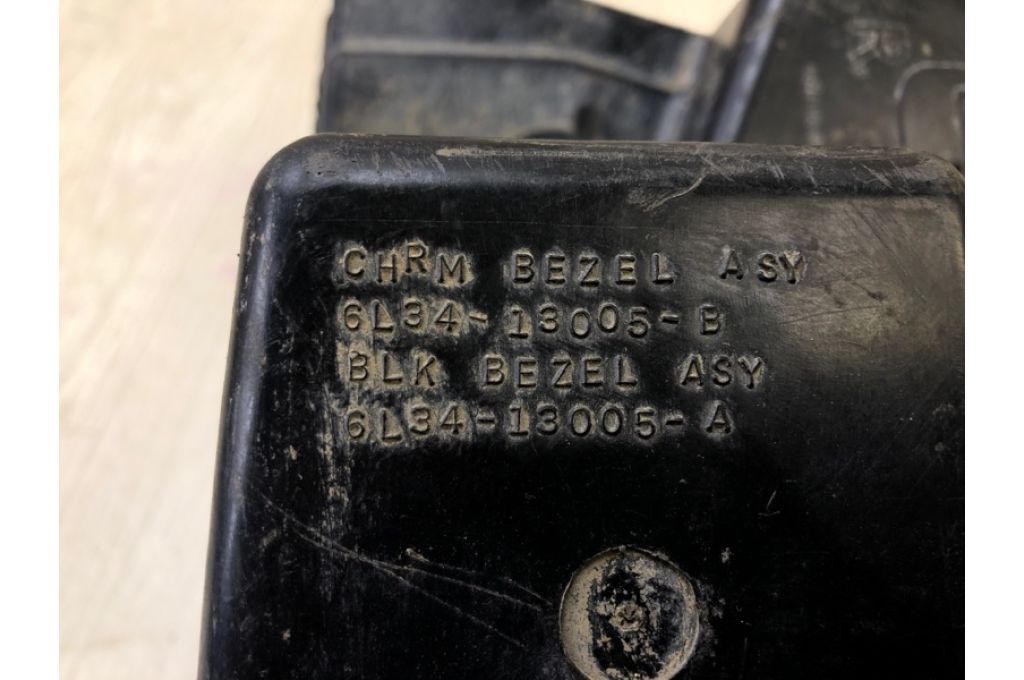 CHRM BEZEL ASY
6L34-13005-B
BLK BEZEL ASY
6L34-13005-A